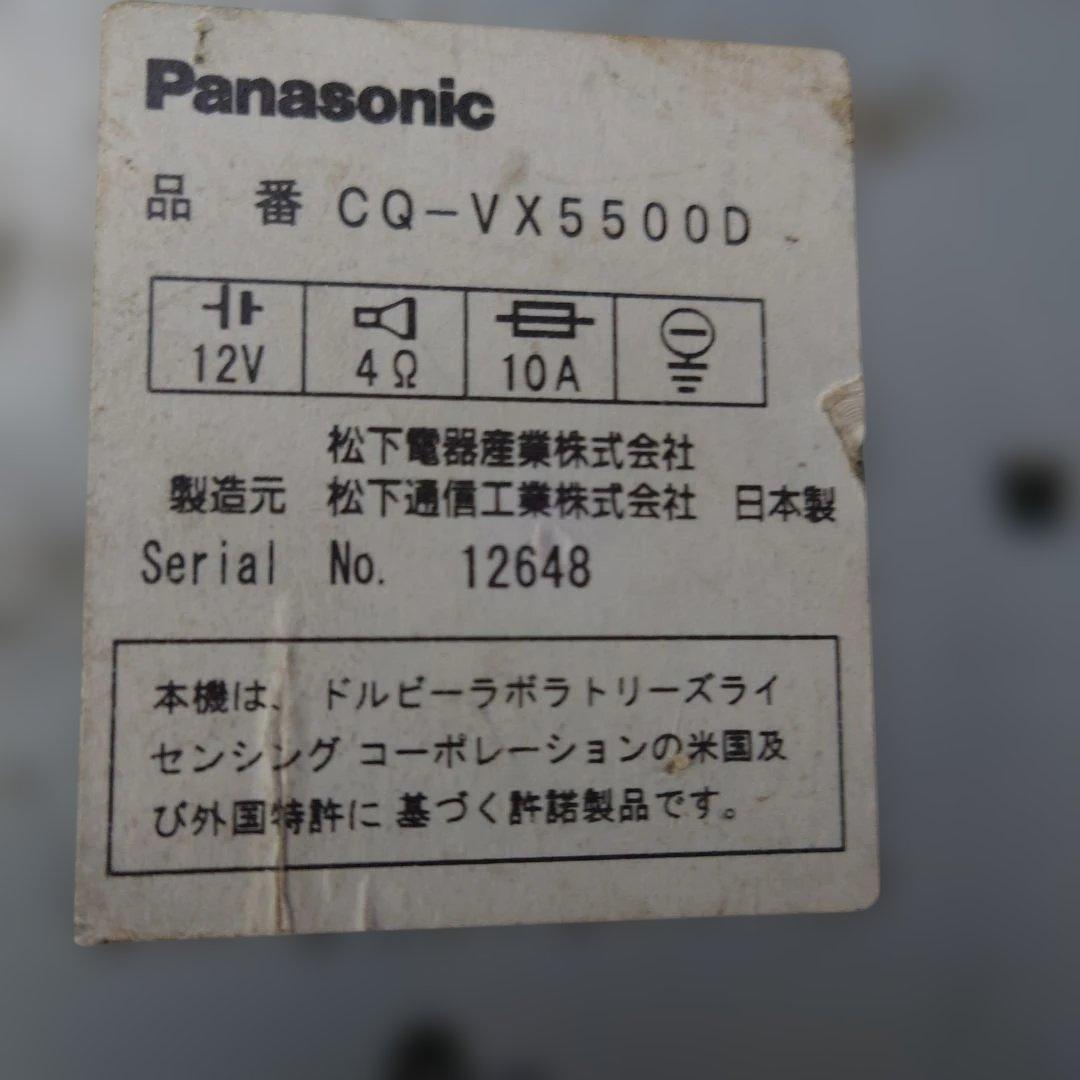 Panasonic
品 番 CQ-VX5500D
12V 4Ω 10A
松下電器産業株式会社
製造元 松下通信工業株式会社 日本製
Serial No. 12648
本機は、ドルビーラボラトリーズライ
センシング コーポレーションの米国及
び外国特許に 基づく許諾製品です。